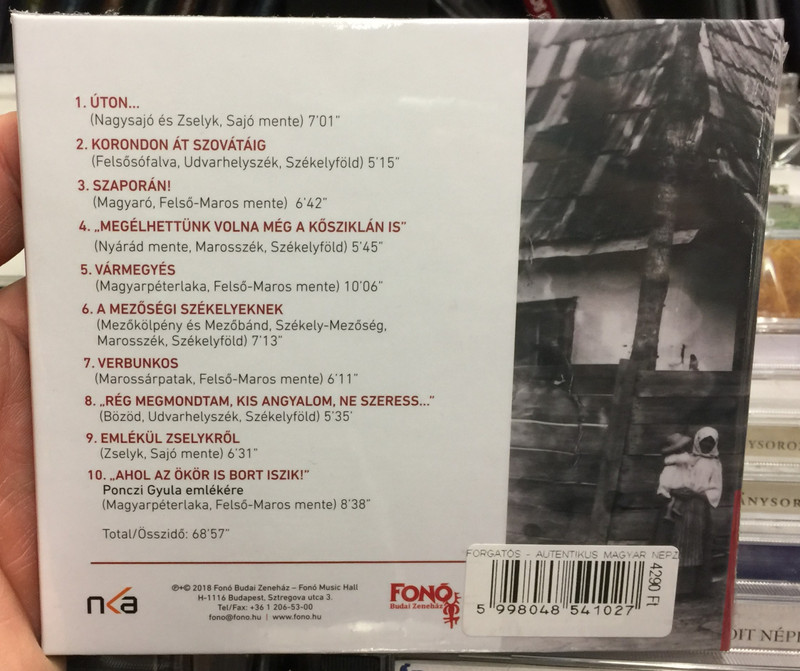 1. ÚTON...
(Nagysajó és Zselyk, Sajó mente) 7'01"
2. KORONDON ÁT SZOVÁTÁIG
(Felsősófalva, Udvarhelyszék, Székelyföld) 5'15"
3. SZAPORÁN!
(Magyaró, Felső-Maros mente) 6'42"
4. „MEGÉLHETTÜNK VOLNA MÉG A KŐSZIKLÁN IS”
(Nyárád mente, Marosszék, Székelyföld) 5'45"
5. VÁRMEGYÉS
(Magyarpéterlaka, Felső-Maros mente) 10'06"
6. A MEZŐSÉGI SZÉKELYEKNEK
(Mezőkölpény és Mezőbánd, Székely-Mezőség,
Marosszék, Székelyföld) 7'13"
7. VERBUNKOS
(Marossárpatak, Felső-Maros mente) 6'11"
8. „RÉG MEGMONDTAM, KIS ANGYALOM, NE SZERESS...”
(Bözöd, Udvarhelyszék, Székelyföld) 5'35'
9. EMLÉKÜL ZSELYKRŐL
(Zselyk, Sajó mente) 6'31"
10. „AHOL AZ ÖKÖR IS BORT ISZIK!”
Ponczi Gyula emlékére
(Magyarpéterlaka, Felső-Maros mente) 8'38"
Total/Összidő: 68'57"
nka
℗+© 2018 Fonó Budai Zeneház – Fonó Music Hall
H-1116 Budapest, Sztregova utca 3.
Tel/Fax: +36 1 206-53-00
fono@fono.hu | www.fono.hu
FONÓ
Budai Zeneház
FORGATÓS - AUTENTIKUS MAGYAR NÉPZ
5 998048 541027
4290 Ft